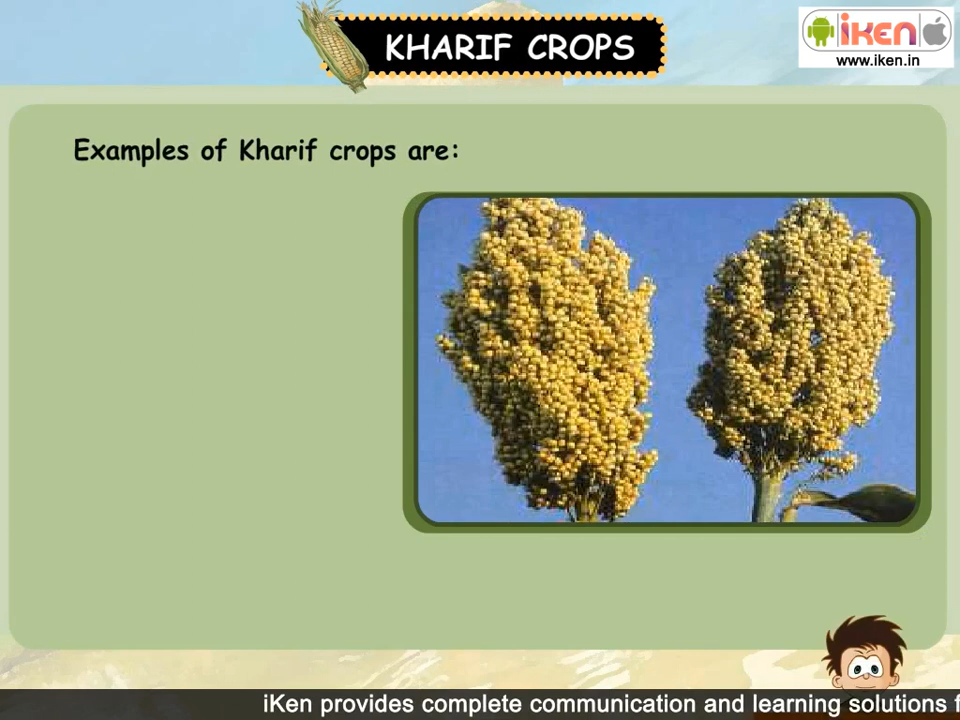 KHARIF CROPS
iKEN
www.iken.in
Examples of Kharif crops are:
iKen provides complete communication and learning solutions f